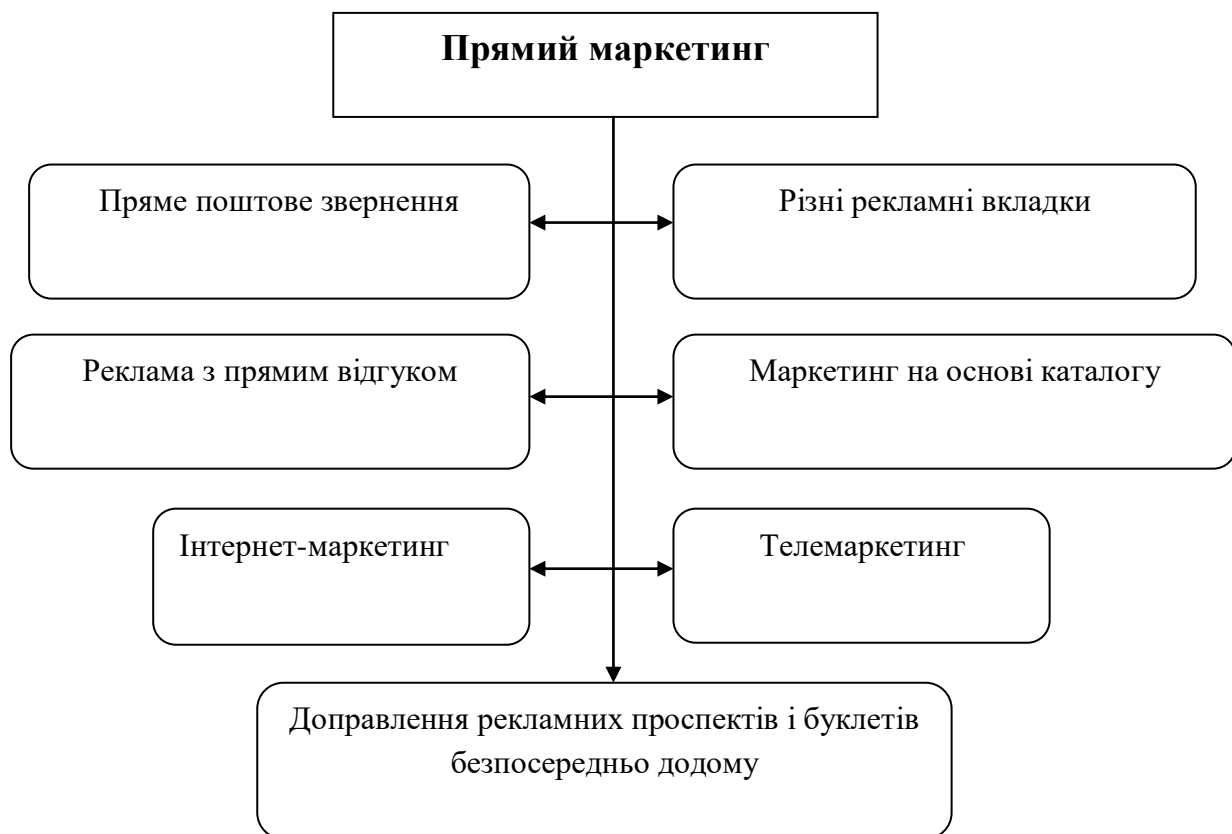 Прямий маркетинг
Пряме поштове звернення
Різні рекламні вкладки
Реклама з прямим відгуком
Маркетинг на основі каталогу
Інтернет-маркетинг
Телемаркетинг
Доправлення рекламних проспектів і буклетів
безпосередньо додому